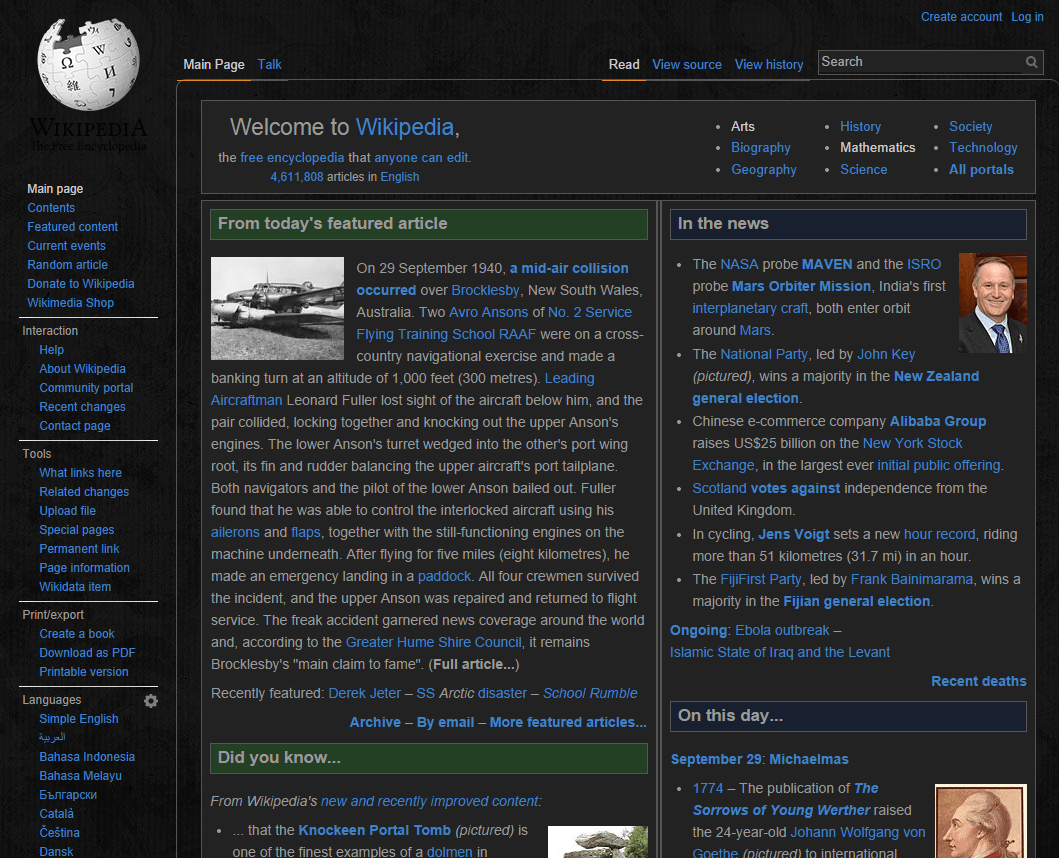 Create account Log in
Main Page Talk
Read View source View history
Search
WIKIPEDIA
The Free Encyclopedia
Main page
Contents
Featured content
Current events
Random article
Donate to Wikipedia
Wikimedia Shop
Interaction
Help
About Wikipedia
Community portal
Recent changes
Contact page
Tools
What links here
Related changes
Upload file
Special pages
Permanent link
Page information
Wikidata item
Print/export
Create a book
Download as PDF
Printable version
Languages
Simple English
العربية
Bahasa Indonesia
Bahasa Melayu
Български
Català
Čeština
Dansk
Welcome to Wikipedia,
the free encyclopedia that anyone can edit.
4,611,808 articles in English
Arts
Biography
Geography
History
Mathematics
Science
Society
Technology
All portals
From today's featured article
On 29 September 1940, a mid-air collision
occurred over Brocklesby, New South Wales,
Australia. Two Avro Ansons of No. 2 Service
Flying Training School RAAF were on a cross-
country navigational exercise and made a
banking turn at an altitude of 1,000 feet (300 metres). Leading
Aircraftman Leonard Fuller lost sight of the aircraft below him, and the
pair collided, locking together and knocking out the upper Anson's
engines. The lower Anson's turret wedged into the other's port wing
root, its fin and rudder balancing the upper aircraft's port tailplane.
Both navigators and the pilot of the lower Anson bailed out. Fuller
found that he was able to control the interlocked aircraft using his
ailerons and flaps, together with the still-functioning engines on the
machine underneath. After flying for five miles (eight kilometres), he
made an emergency landing in a paddock. All four crewmen survived
the incident, and the upper Anson was repaired and returned to flight
service. The freak accident garnered news coverage around the world
and, according to the Greater Hume Shire Council, it remains
Brocklesby's "main claim to fame". (Full article...)
Recently featured: Derek Jeter – SS Arctic disaster – School Rumble
Archive – By email – More featured articles...
Did you know...
From Wikipedia's new and recently improved content:
... that the Knockeen Portal Tomb (pictured) is
one of the finest examples of a dolmen in
In the news
The NASA probe MAVEN and the ISRO
probe Mars Orbiter Mission, India's first
interplanetary craft, both enter orbit
around Mars.
The National Party, led by John Key
(pictured), wins a majority in the New Zealand
general election.
Chinese e-commerce company Alibaba Group
raises US$25 billion on the New York Stock
Exchange, in the largest ever initial public offering.
Scotland votes against independence from the
United Kingdom.
In cycling, Jens Voigt sets a new hour record, riding
more than 51 kilometres (31.7 mi) in an hour.
The FijiFirst Party, led by Frank Bainimarama, wins a
majority in the Fijian general election.
Ongoing: Ebola outbreak –
Islamic State of Iraq and the Levant
Recent deaths
On this day...
September 29: Michaelmas
1774 – The publication of The
Sorrows of Young Werther raised
the 24-year-old Johann Wolfgang von
Goethe (pictured) to international